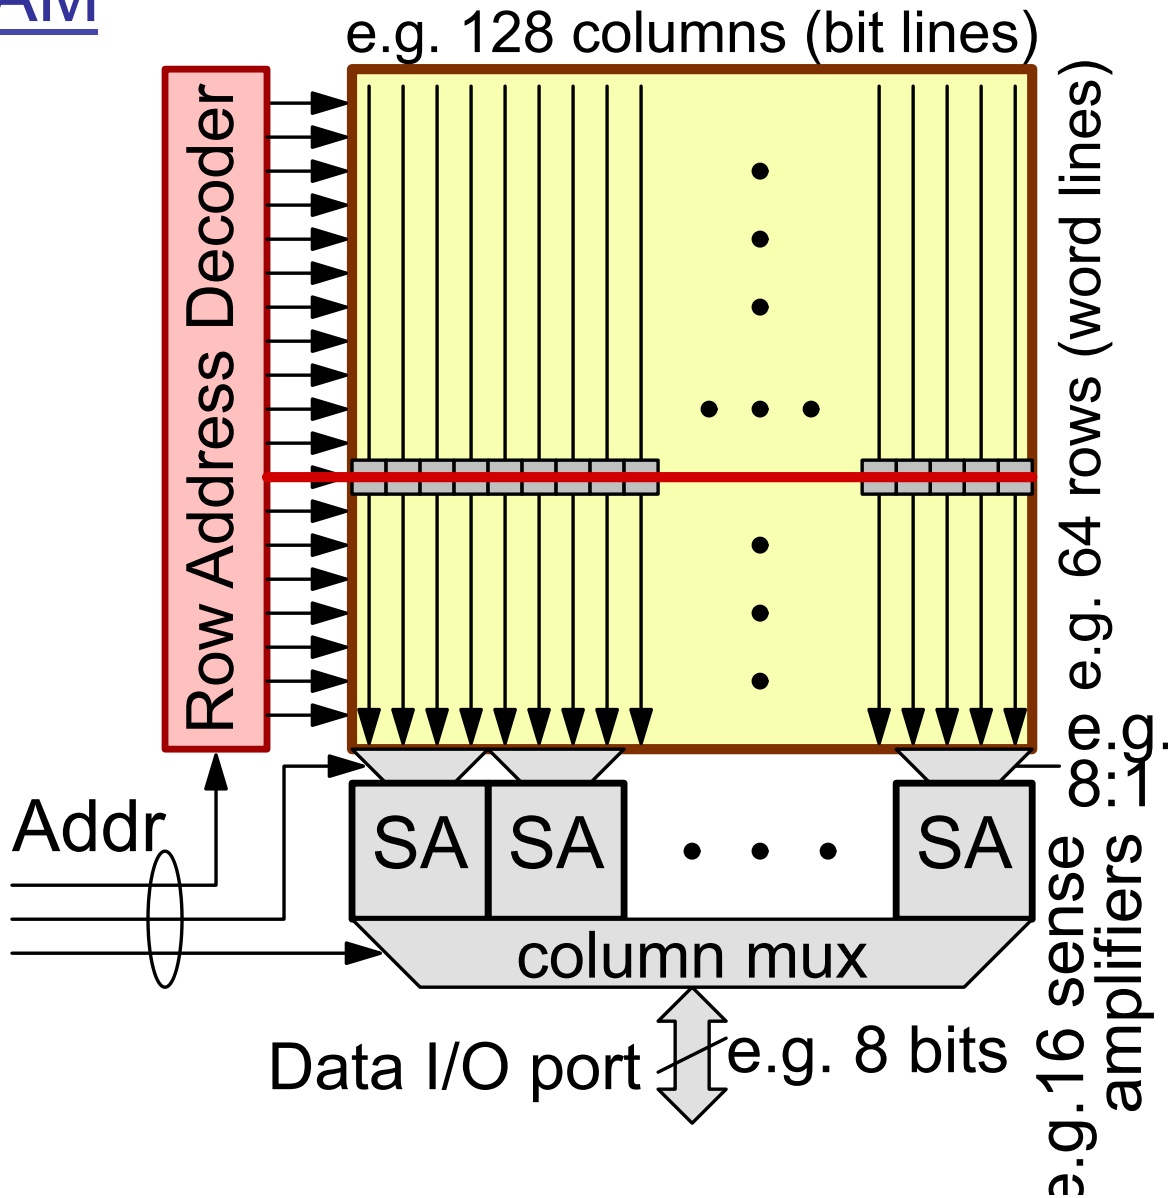 AM
e.g. 128 columns (bit lines)
Row Address Decoder
e.g. 64 rows (word lines)
e e.g.
8:1
Addr
SA SA SA
column mux
Data I/O port
e.g. 8 bits
e.g.16 sense
amplifiers